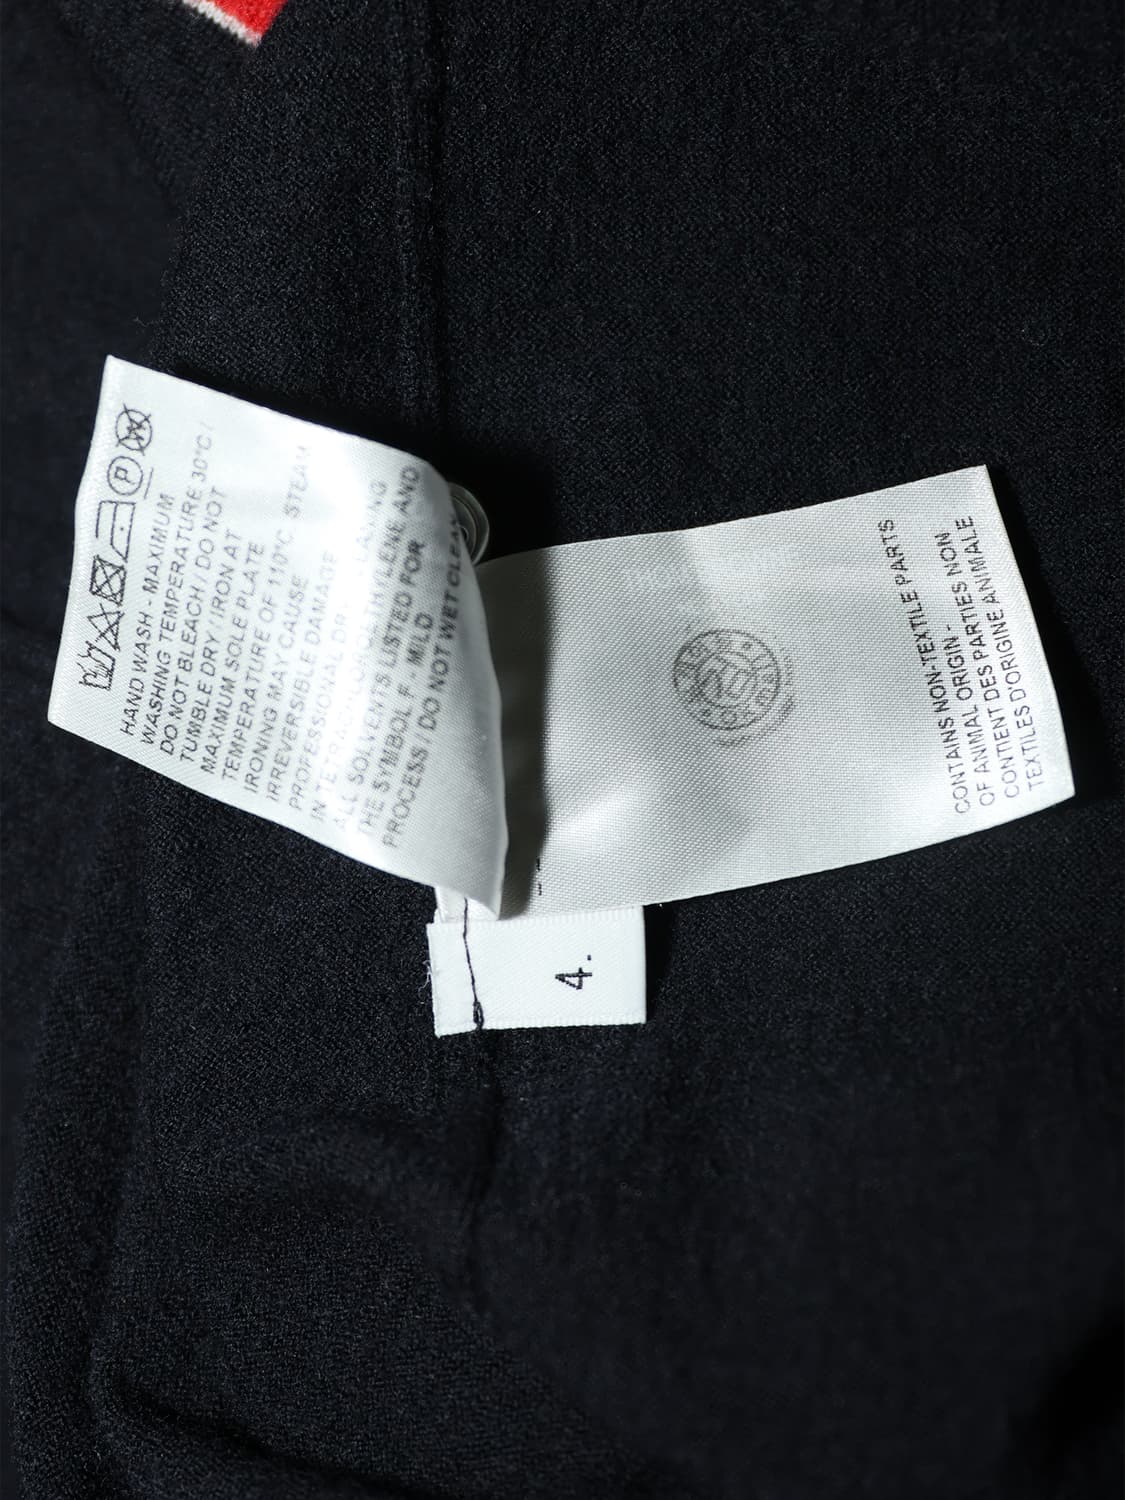 HAND WASH - MAXIMUM
WASHING TEMPERATURE 30°C /
DO NOT BLEACH / DO NOT
TUMBLE DRY / IRON AT
MAXIMUM SOLE PLATE
TEMPERATURE OF 110°C, STEAM
IRONING MAY CAUSE
IRREVERSIBLE DAMAGE
PROFESSIONAL DRY
IN TETRACHLOROETHYLENE AND
ALL SOLVENTS LISTED FOR
THE SYMBOL F - MILD
PROCESS / DO NOT WET CLEAN
P
W
CONTAINS NON-TEXTILE PARTS
OF ANIMAL ORIGIN -
CONTIENT DES PARTIES NON
TEXTILES D'ORIGINE ANIMALE
4.